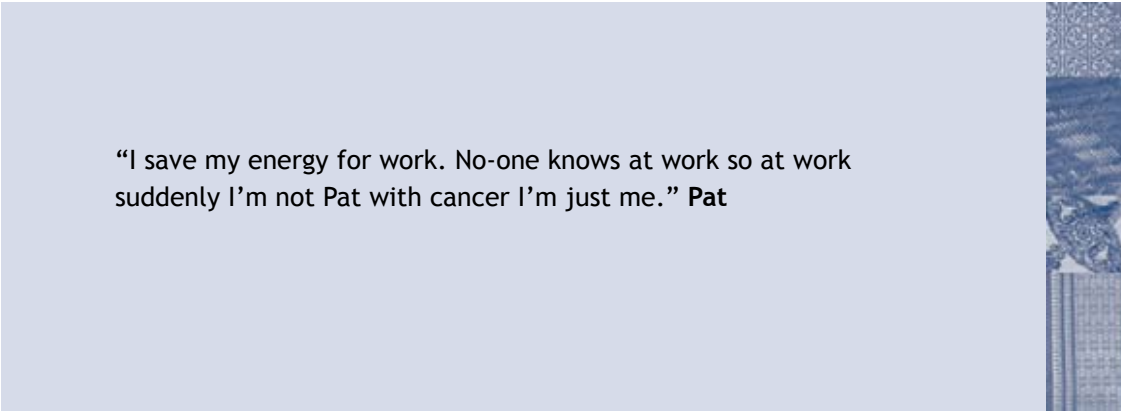 “I save my energy for work. No-one knows at work so at work
suddenly I’m not Pat with cancer I’m just me.” Pat